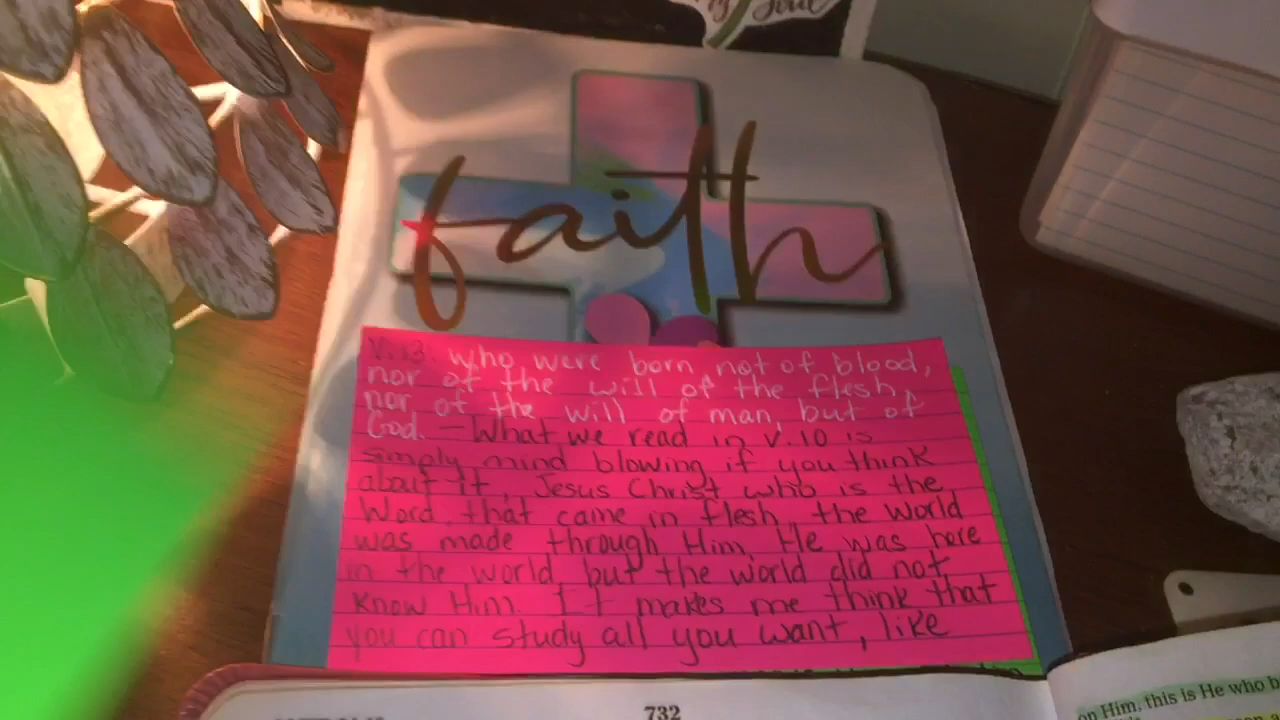 Soul
faith
V.13. who were born not of blood,
nor of the will of the flesh,
nor of the will of man, but of
God. - What we read in v.10 is
simply mind blowing if you think
about it, Jesus Christ who is the
Word that came in flesh, the world
was made through Him, He was here
in the world, but the world did not
know Him. It makes me think that
you can study all you want, like
732
on Him, this is He who b